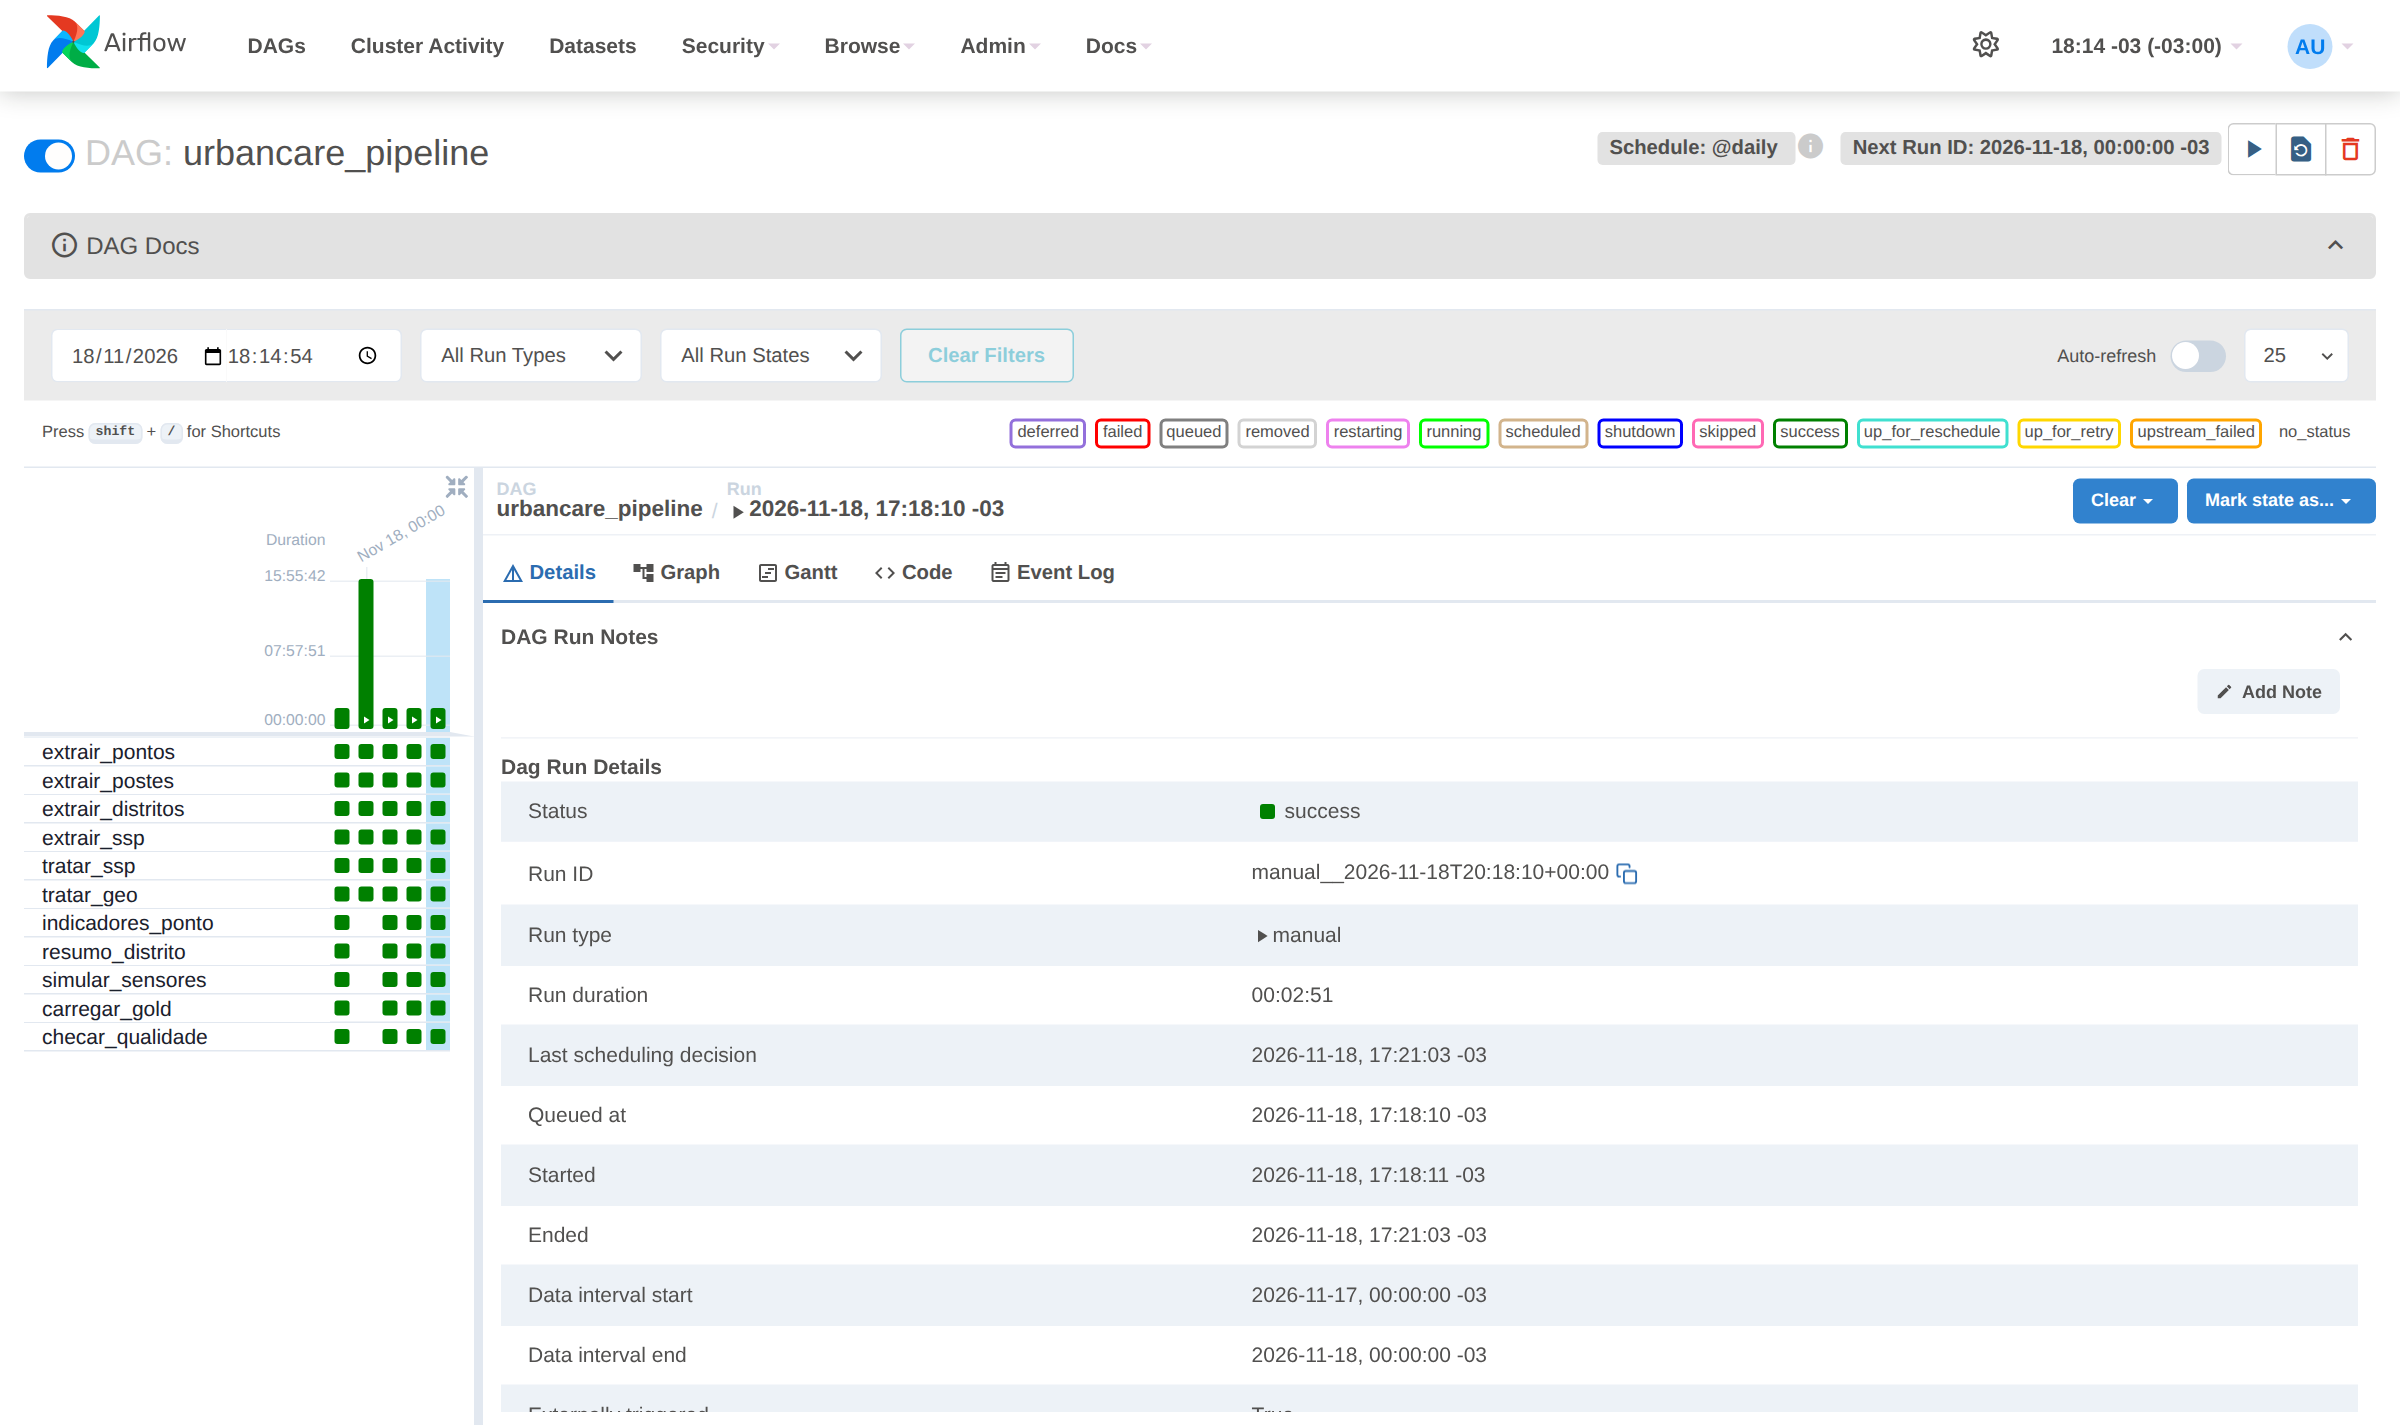 Airflow DAGs Cluster Activity Datasets Security Browse Admin Docs 18:14 -03 (-03:00) AU
DAG: urbancare_pipeline Schedule: @daily Next Run ID: 2026-11-18, 00:00:00 -03
DAG Docs
18/11/2026 18:14:54 All Run Types All Run States Clear Filters Auto-refresh 25
Press shift + / for Shortcuts deferred failed queued removed restarting running scheduled shutdown skipped success up_for_reschedule up_for_retry upstream_failed no_status
Nov 18, 00:00
Duration
15:55:42
07:57:51
00:00:00
extrair_pontos
extrair_postes
extrair_distritos
extrair_ssp
tratar_ssp
tratar_geo
indicadores_ponto
resumo_distrito
simular_sensores
carregar_gold
checar_qualidade
DAG Run
urbancare_pipeline / 2026-11-18, 17:18:10 -03 Clear Mark state as...
Details Graph Gantt Code Event Log
DAG Run Notes
Add Note
Dag Run Details
Status success
Run ID manual__2026-11-18T20:18:10+00:00
Run type manual
Run duration 00:02:51
Last scheduling decision 2026-11-18, 17:21:03 -03
Queued at 2026-11-18, 17:18:10 -03
Started 2026-11-18, 17:18:11 -03
Ended 2026-11-18, 17:21:03 -03
Data interval start 2026-11-17, 00:00:00 -03
Data interval end 2026-11-18, 00:00:00 -03
Externally triggered True